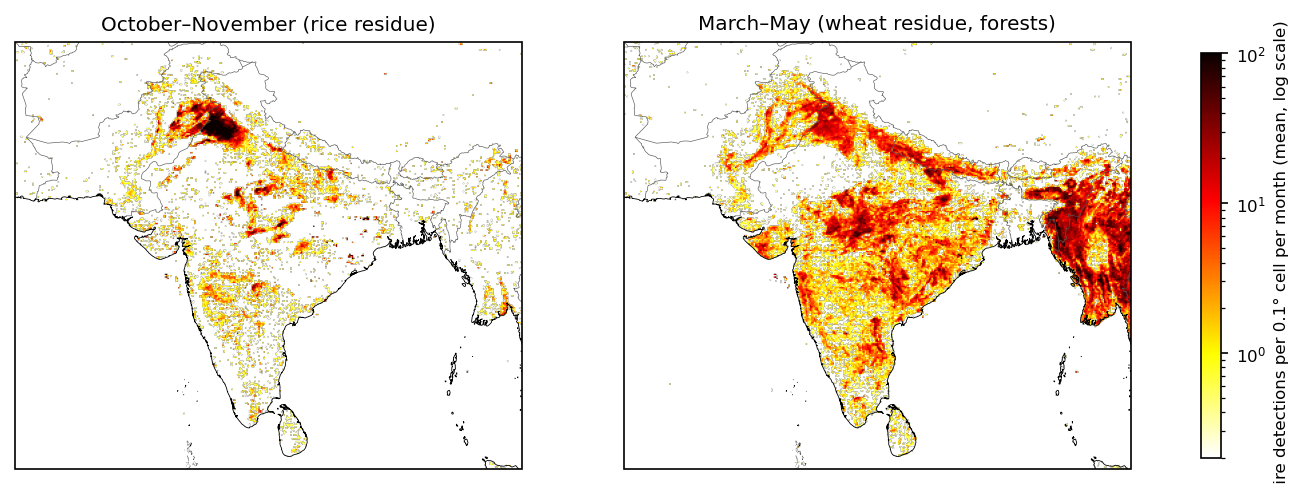 October–November (rice residue)
March–May (wheat residue, forests)
10²
10¹
10⁰
detections per 0.1° cell per month (mean, log scale)